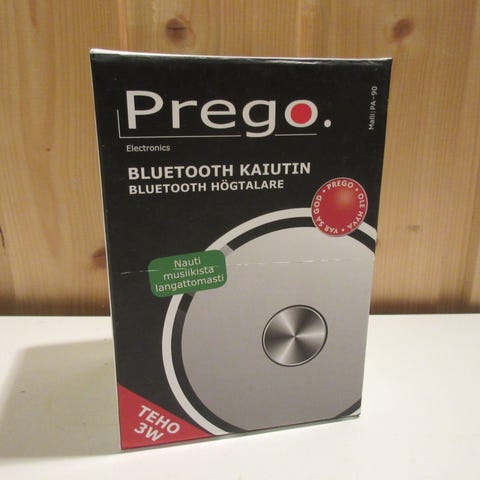 Prego.
Electronics
Malli: PA-90
BLUETOOTH KAIUTIN
BLUETOOTH HÖGTALARE
PREGO • OLE HYVÄ • VAR SÅ GOD •
Nauti
musiikista
langattomasti
TEHO
3W